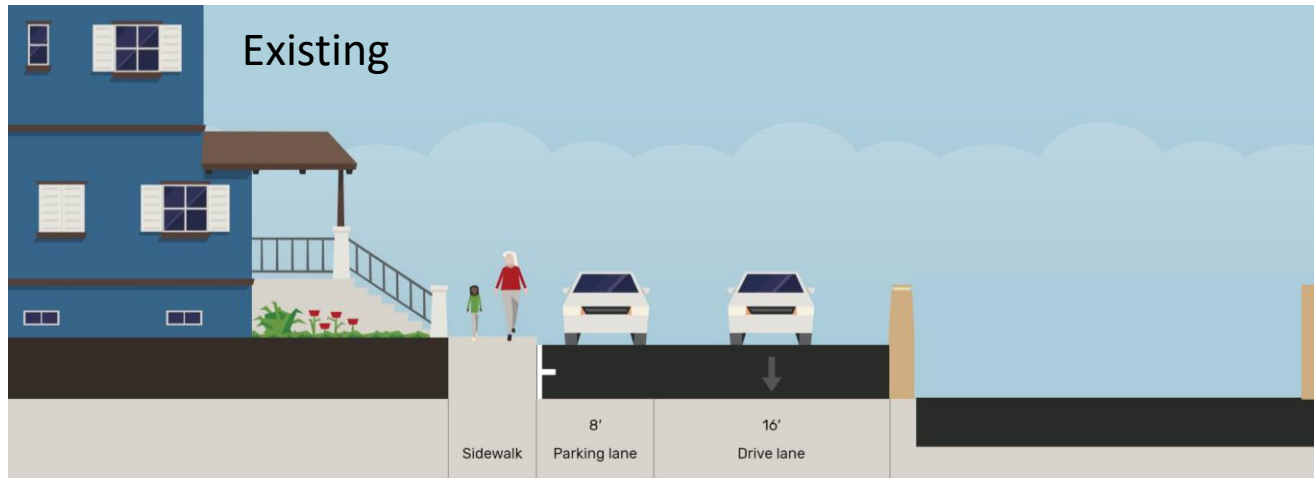 Existing
8′
16′
Sidewalk
Parking lane
Drive lane